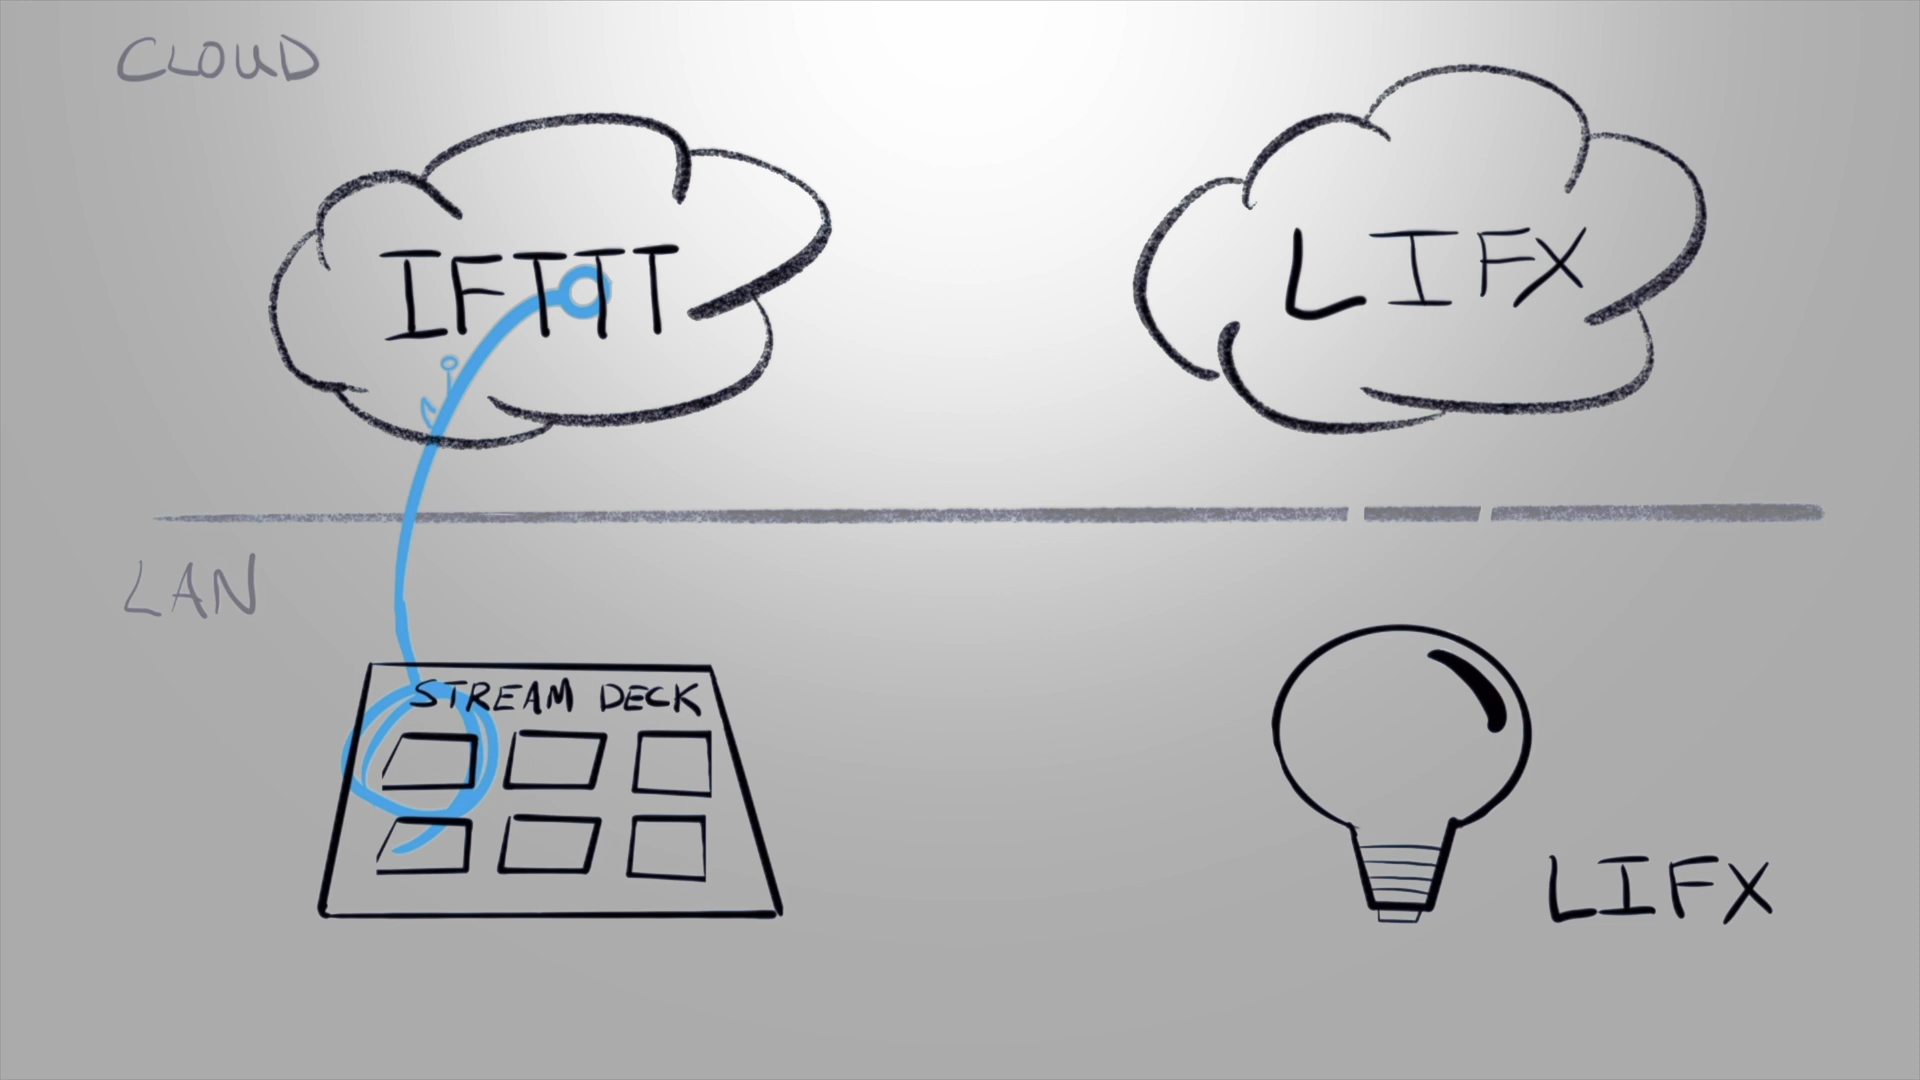 CLOUD
IFTTT
LIFX
LAN
STREAM DECK
LIFX